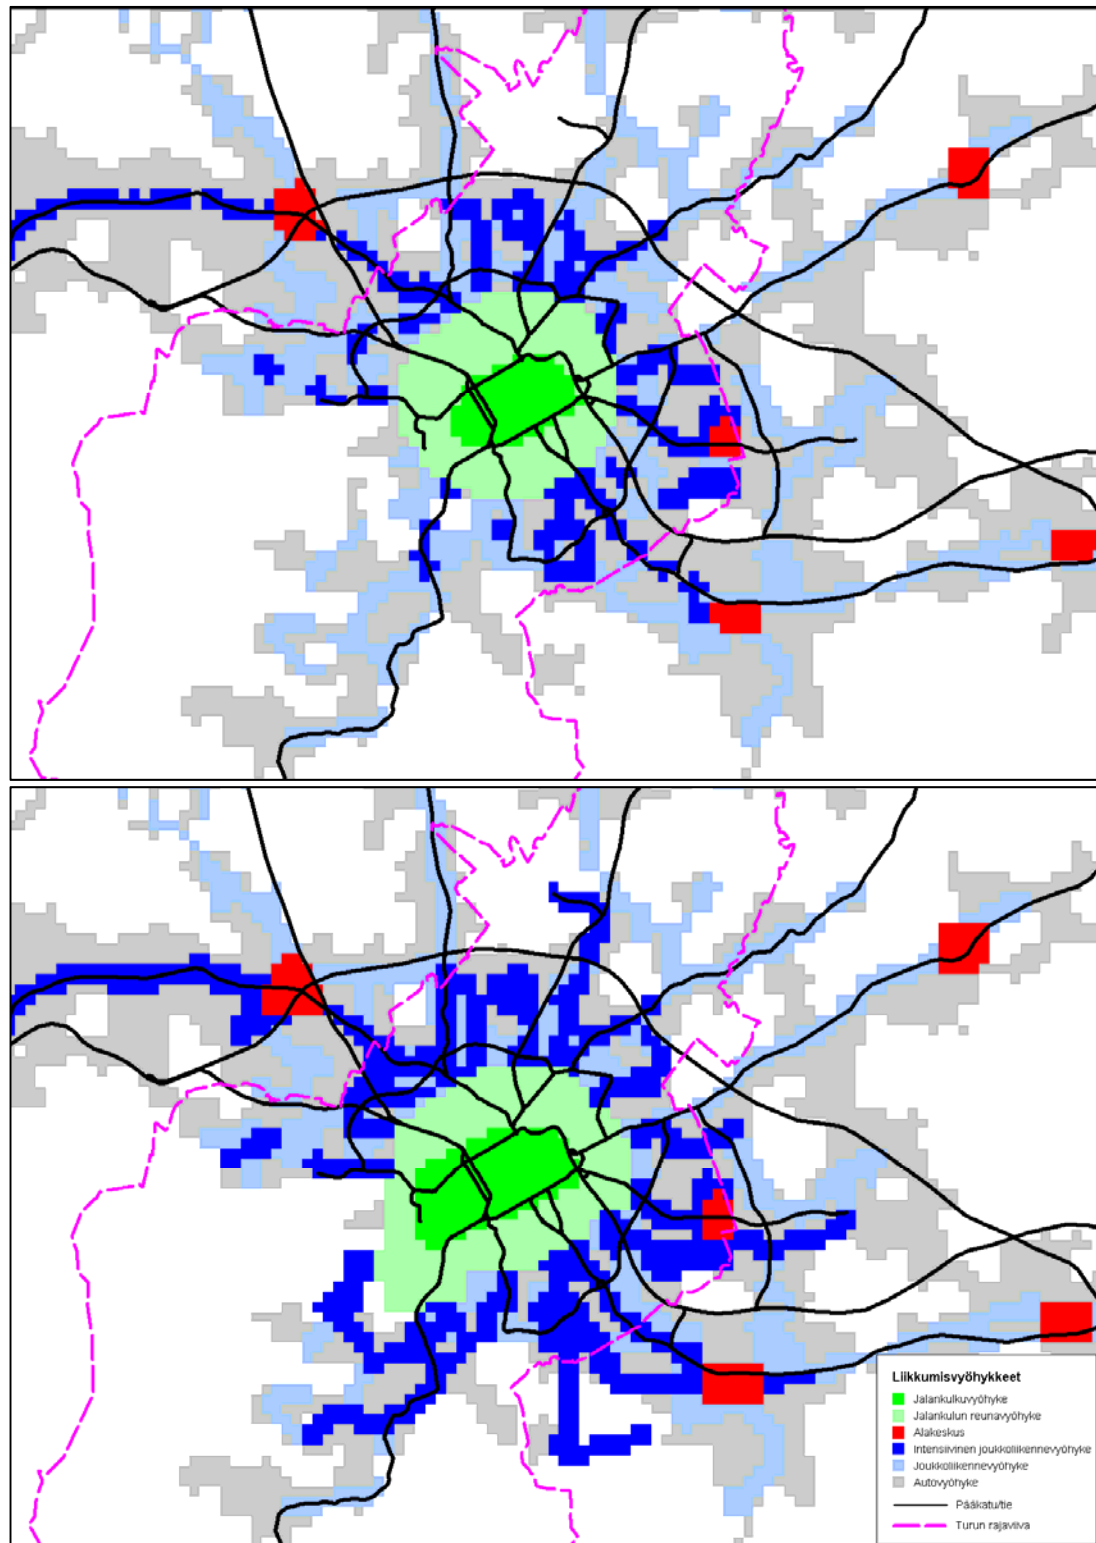 Liikkumisvyöhykkeet
Jalankulkuvyöhyke
Jalankulun reunavyöhyke
Alakeskus
Intensiivinen joukkoliikennevyöhyke
Joukkoliikennevyöhyke
Autovyöhyke
Pääkatu/tie
Turun rajaviiva